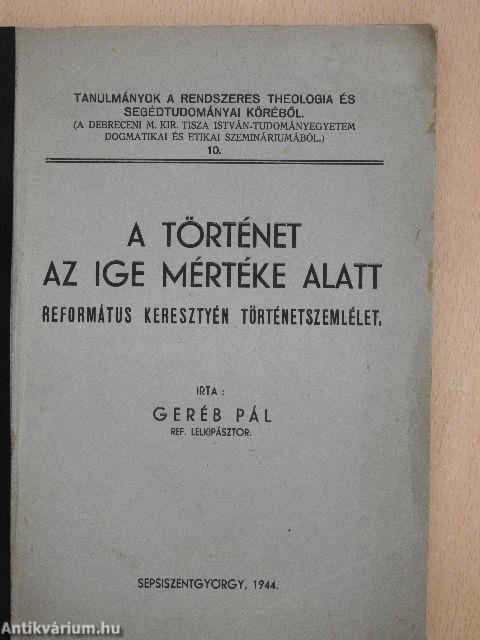 TANULMÁNYOK A RENDSZERES THEOLOGIA ÉS
SEGÉDTUDOMÁNYAI KÖRÉBŐL.
(A DEBRECENI M. KIR. TISZA ISTVÁN-TUDOMÁNYEGYETEM
DOGMATIKAI ÉS ETIKAI SZEMINÁRIUMÁBÓL.)
10.
A TÖRTÉNET
AZ IGE MÉRTÉKE ALATT
REFORMÁTUS KERESZTYÉN TÖRTÉNETSZEMLÉLET.
IRTA :
GERÉB PÁL
REF. LELKIPÁSZTOR.
SEPSISZENTGYÖRGY, 1944.
Antikvárium.hu